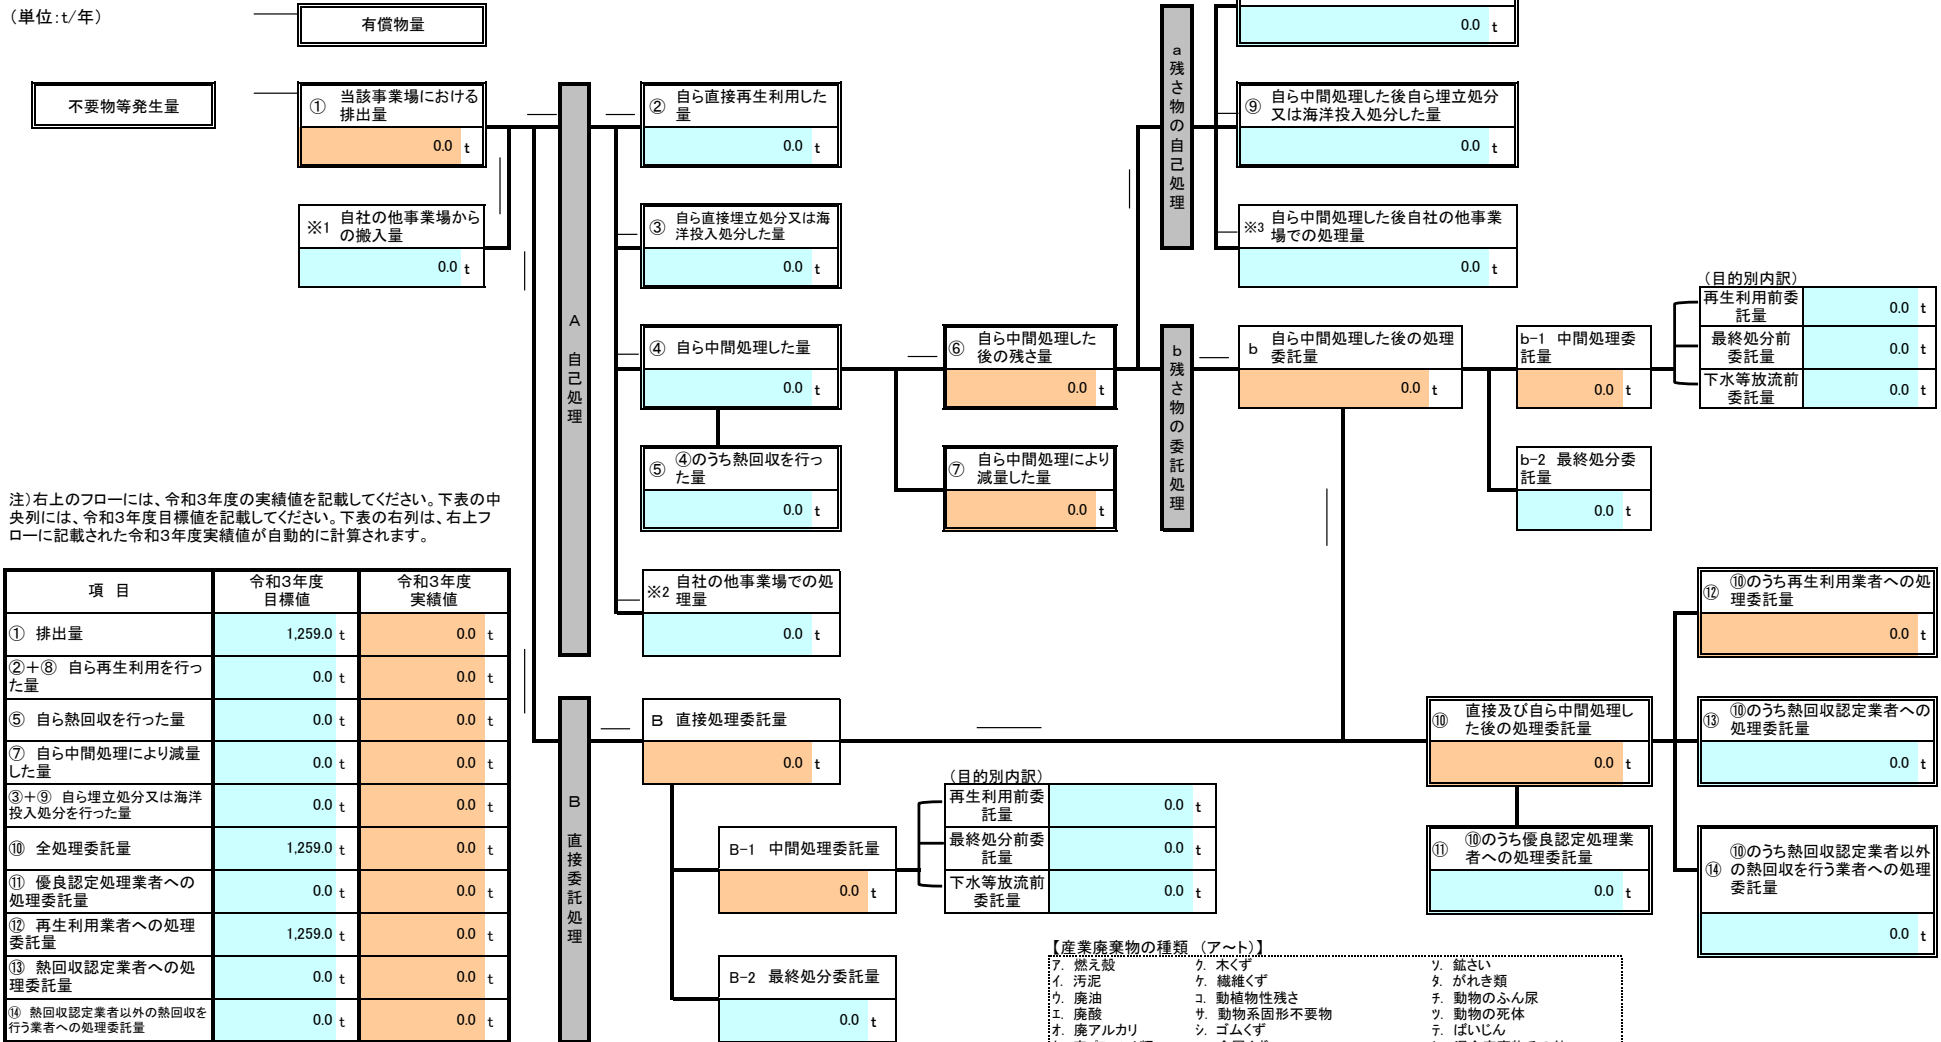 （単位：t/年）
有償物量
不要物等発生量
① 当該事業場における
排出量
0.0 t
※1 自社の他事業場から
の搬入量
0.0 t
A 自己処理
② 自ら直接再生利用した
量
0.0 t
③ 自ら直接埋立処分又は海
洋投入処分した量
0.0 t
④ 自ら中間処理した量
0.0 t
⑤ ④のうち熱回収を行っ
た量
0.0 t
※2 自社の他事業場での処
理量
0.0 t
⑥ 自ら中間処理した
後の残さ量
0.0 t
⑦ 自ら中間処理により
減量した量
0.0 t
a 残さ物の自己処理
0.0 t
⑨ 自ら中間処理した後自ら埋立処分
又は海洋投入処分した量
0.0 t
※3 自ら中間処理した後自社の他事業
場での処理量
0.0 t
b 残さ物の委託処理
b 自ら中間処理した後の処理
委託量
0.0 t
b-1 中間処理委
託量
0.0 t
（目的別内訳）
再生利用前委
託量
0.0 t
最終処分前
委託量
0.0 t
下水等放流前
委託量
0.0 t
b-2 最終処分委
託量
0.0 t
注）右上のフローには、令和３年度の実績値を記載してください。下表の中
央列には、令和３年度目標値を記載してください。下表の右列は、右上フ
ローに記載された令和３年度実績値が自動的に計算されます。
項 目 令和３年度
目標値 令和３年度
実績値
① 排出量 1,259.0 t 0.0 t
②＋⑧ 自ら再生利用を行っ
た量 0.0 t 0.0 t
⑤ 自ら熱回収を行った量 0.0 t 0.0 t
⑦ 自ら中間処理により減量
した量 0.0 t 0.0 t
③＋⑨ 自ら埋立処分又は海洋
投入処分を行った量 0.0 t 0.0 t
⑩ 全処理委託量 1,259.0 t 0.0 t
⑪ 優良認定処理業者への
処理委託量 0.0 t 0.0 t
⑫ 再生利用業者への処理
委託量 1,259.0 t 0.0 t
⑬ 熱回収認定業者への処
理委託量 0.0 t 0.0 t
⑭ 熱回収認定業者以外の熱回収を
行う業者への処理委託量 0.0 t 0.0 t
B 直接委託処理
B 直接処理委託量
0.0 t
B-1 中間処理委託量
0.0 t
（目的別内訳）
再生利用前委
託量
0.0 t
最終処分前委
託量
0.0 t
下水等放流前
委託量
0.0 t
B-2 最終処分委託量
0.0 t
⑩ 直接及び自ら中間処理し
た後の処理委託量
0.0 t
⑪ ⑩のうち優良認定処理業
者への処理委託量
0.0 t
⑫ ⑩のうち再生利用業者への処
理委託量
0.0 t
⑬ ⑩のうち熱回収認定業者への
処理委託量
0.0 t
⑭ ⑩のうち熱回収認定業者以外
の熱回収を行う業者への処理
委託量
0.0 t
【産業廃棄物の種類 （ア～ト）】
ア. 燃え殻 ク. 木くず ソ. 鉱さい
イ. 汚泥 ケ. 繊維くず タ. がれき類
ウ. 廃油 コ. 動植物性残さ チ. 動物のふん尿
エ. 廃酸 サ. 動物系固形不要物 ツ. 動物の死体
オ. 廃アルカリ シ. ゴムくず テ. ばいじん